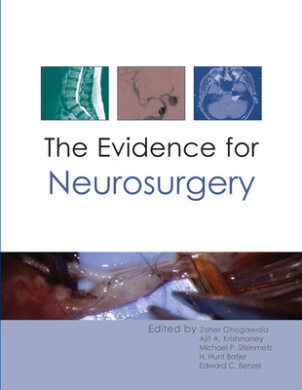 The Evidence for
Neurosurgery
Edited by Zoher Ghogawala
Ajit A. Krishnaney
Michael P. Steinmetz
H. Hunt Batjer
Edward C. Benzel